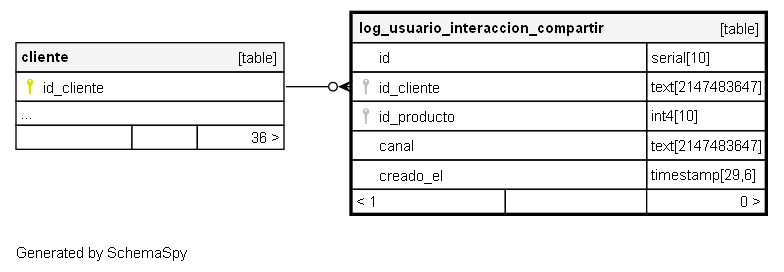 cliente [table]
id_cliente
...
36 >
log_usuario_interaccion_compartir [table]
id serial[10]
id_cliente text[2147483647]
id_producto int4[10]
canal text[2147483647]
creado_el timestamp[29,6]
< 1 0 >
Generated by SchemaSpy